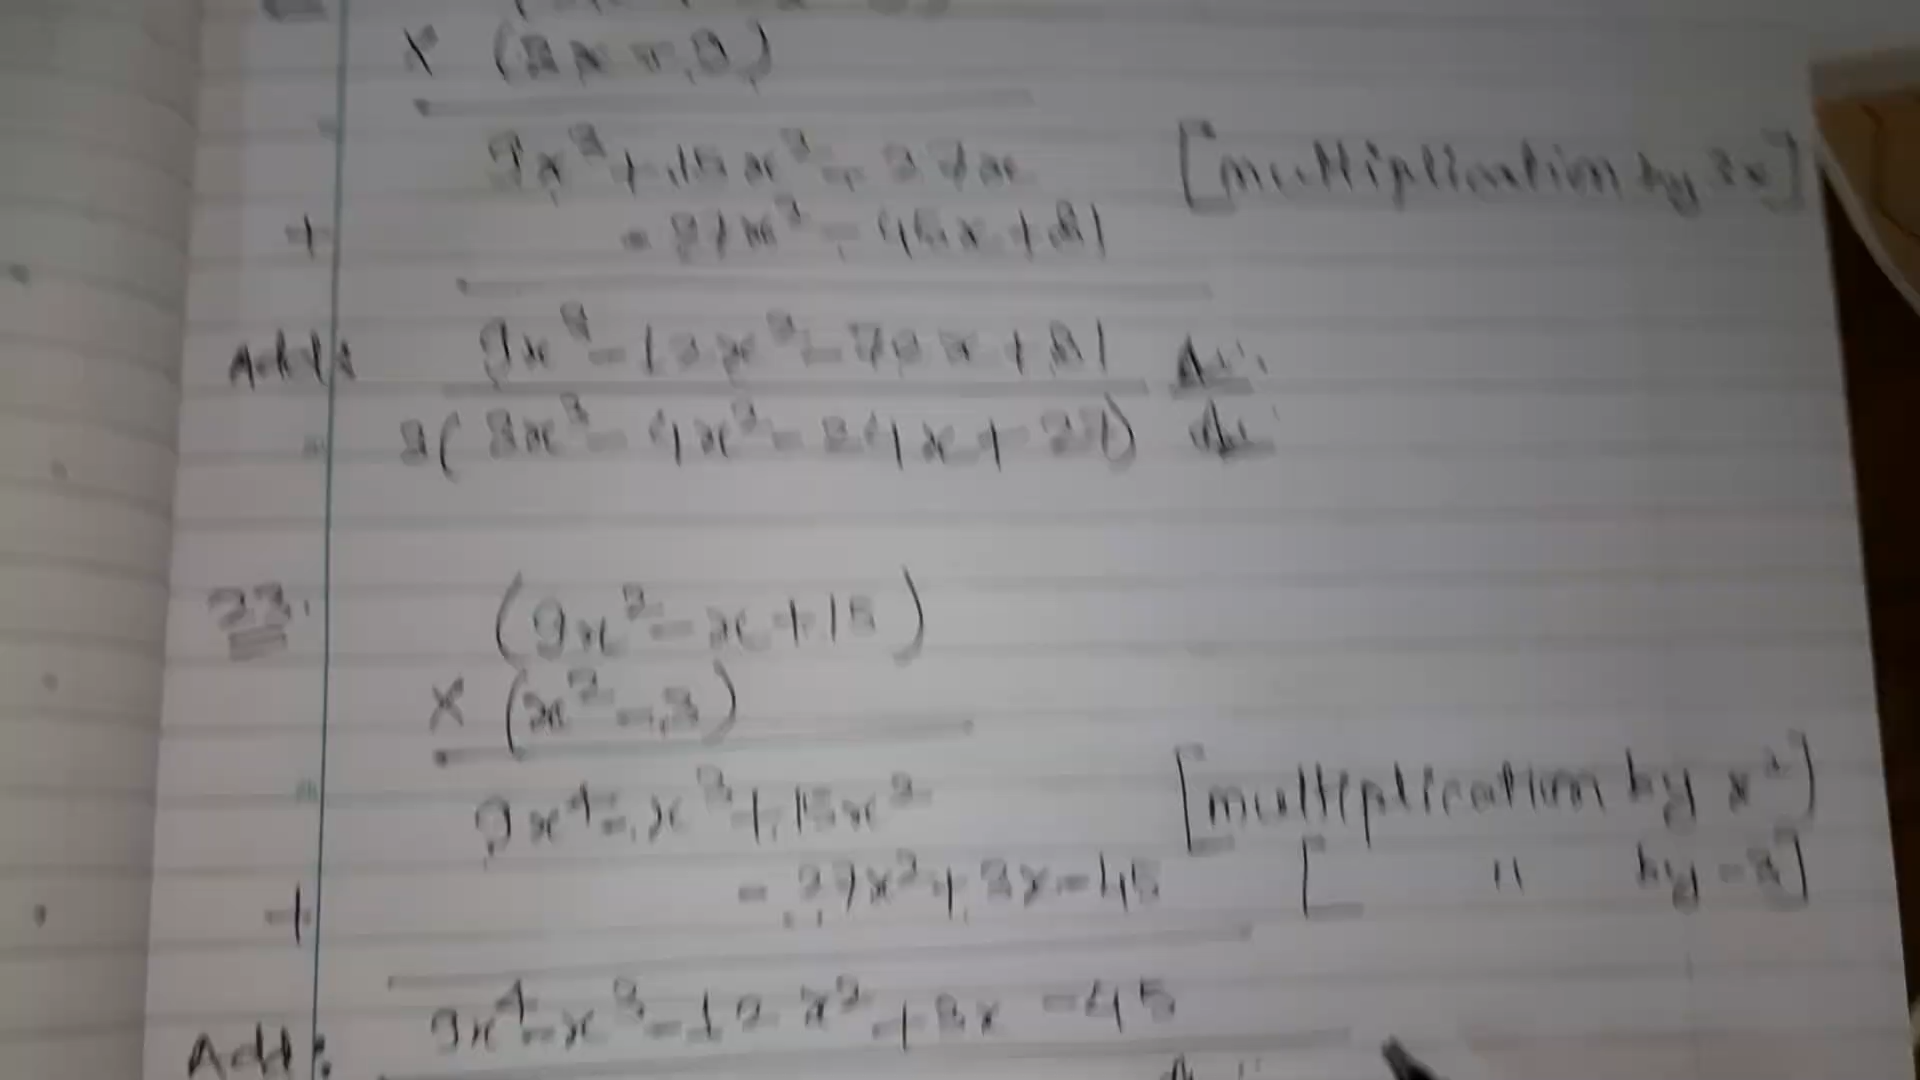 × (3x - 9)
9x³ + 15x² - 27x [multiplication by 3x]
+ - 27x² - 45x + 81
Add: 9x³ - 12x² - 72x + 81 Ans:
3(3x³ - 4x² - 24x + 27) Ans:
23. (9x² - x + 15)
× (x² - 3)
9x⁴ - x³ + 15x² [multiplication by x²]
+ - 27x² + 3x - 45 [ " by - 3]
Add: 9x⁴ - x³ - 12x² + 3x - 45